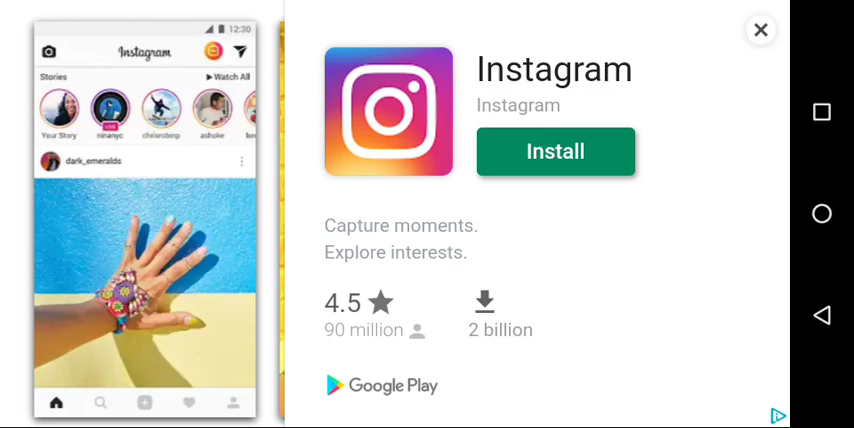 12:30
Instagram
Stories
Watch All
LIVE
Your Story
ninanyc
chrisrobinp
ashoke
dark_emeralds
Instagram
Instagram
Install
Capture moments.
Explore interests.
4.5
90 million
2 billion
Google Play